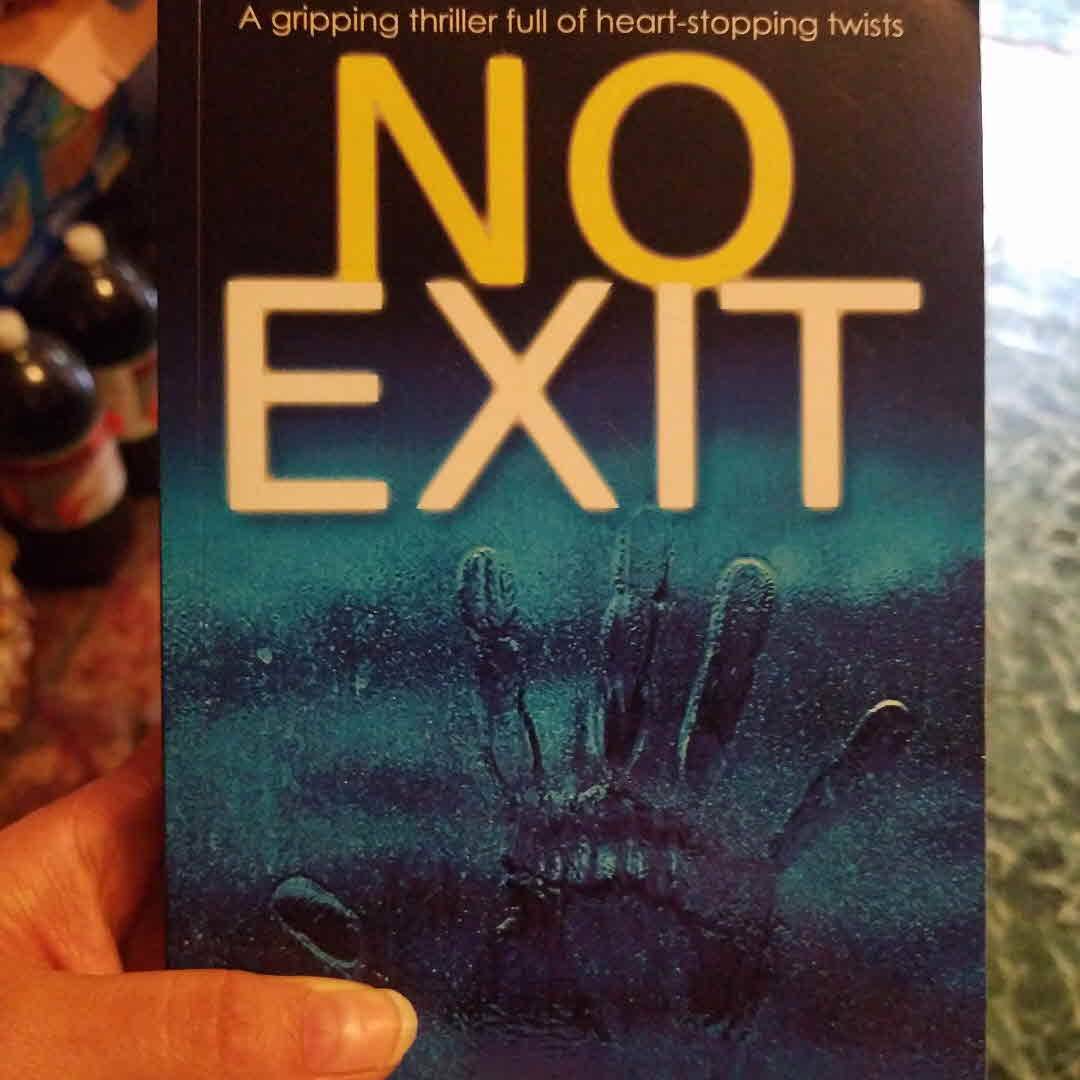 A gripping thriller full of heart-stopping twists
NO
EXIT